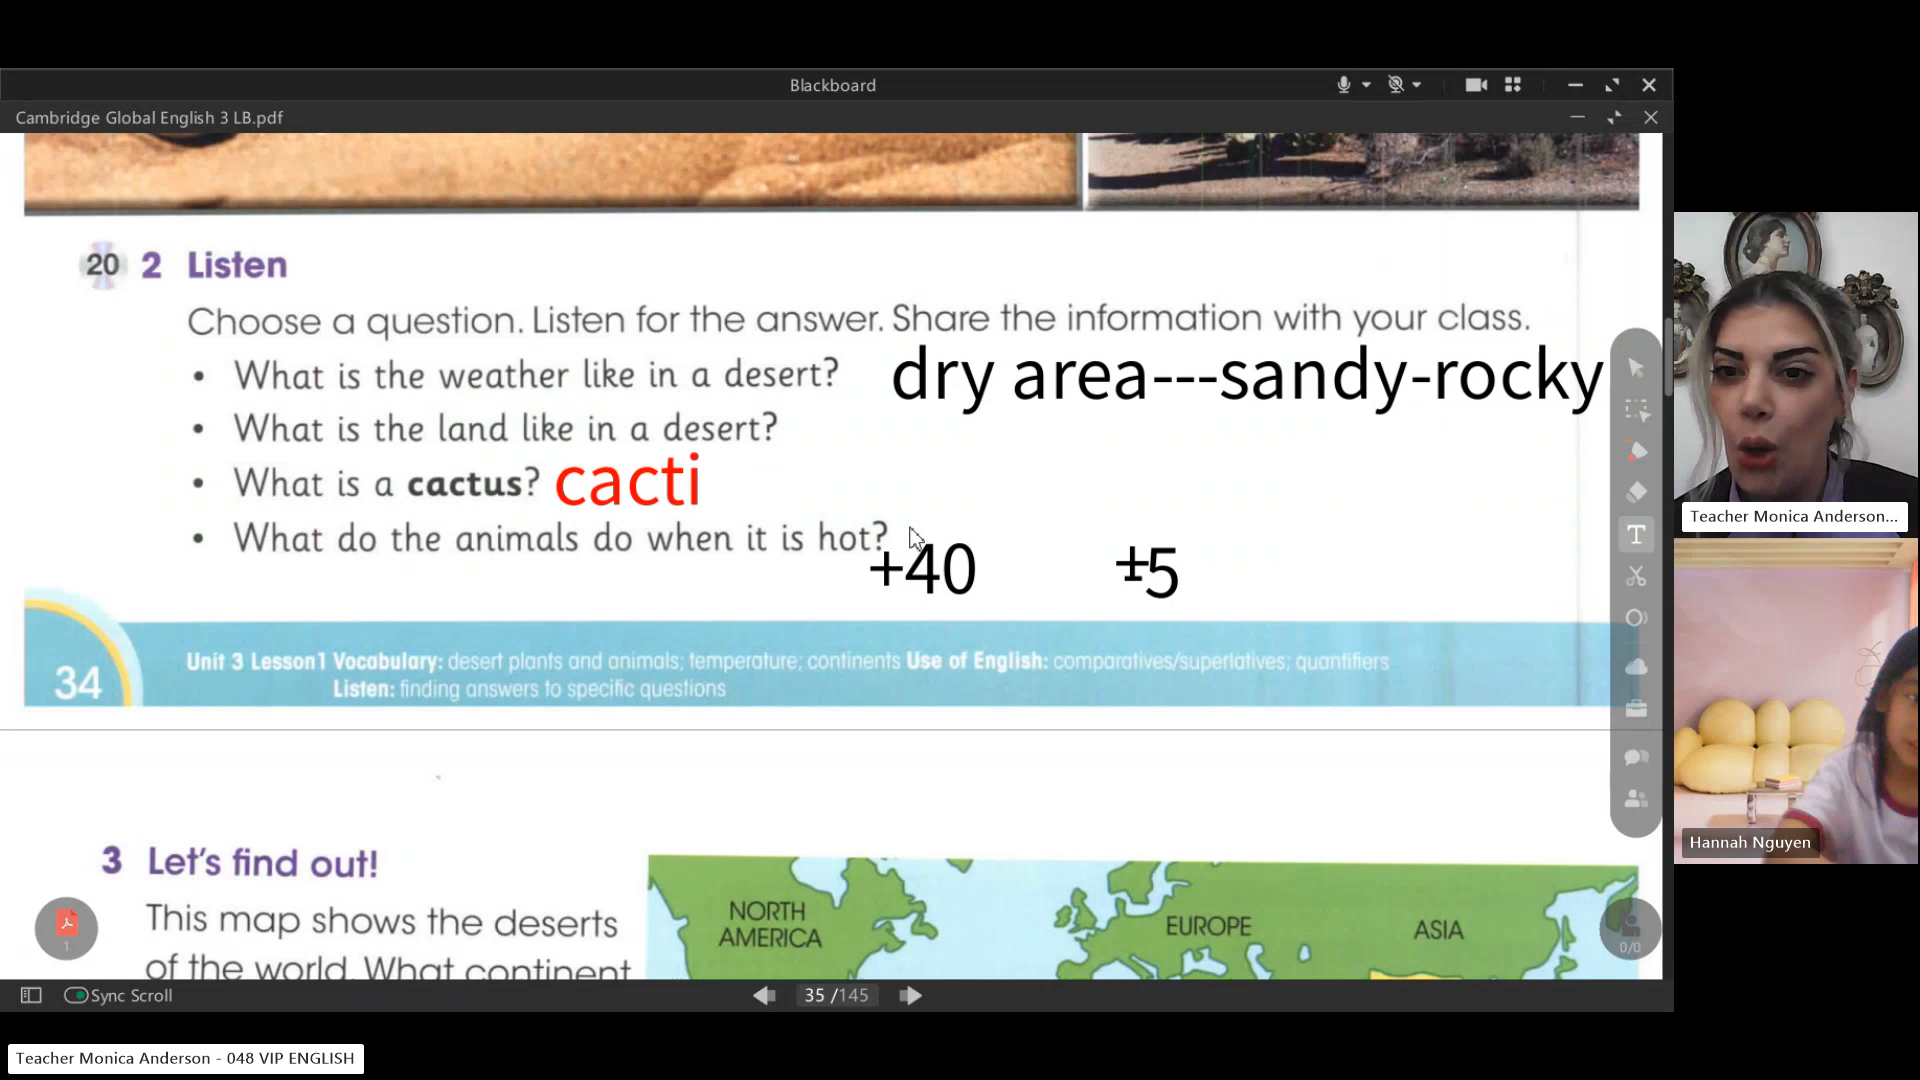 Blackboard
Cambridge Global English 3 LB.pdf
20 2 Listen
Choose a question. Listen for the answer. Share the information with your class.
• What is the weather like in a desert? dry area---sandy-rocky
• What is the land like in a desert?
• What is a cactus? cacti
• What do the animals do when it is hot?
+40 ±5
34
Unit 3 Lesson1 Vocabulary: desert plants and animals; temperature; continents Use of English: comparatives/superlatives; quantifiers
Listen: finding answers to specific questions
3 Let's find out!
This map shows the deserts
of the world. What continent
NORTH
AMERICA
EUROPE
ASIA
1
0/0
Sync Scroll
35 /145
T
Teacher Monica Anderson...
Hannah Nguyen
Teacher Monica Anderson - 048 VIP ENGLISH